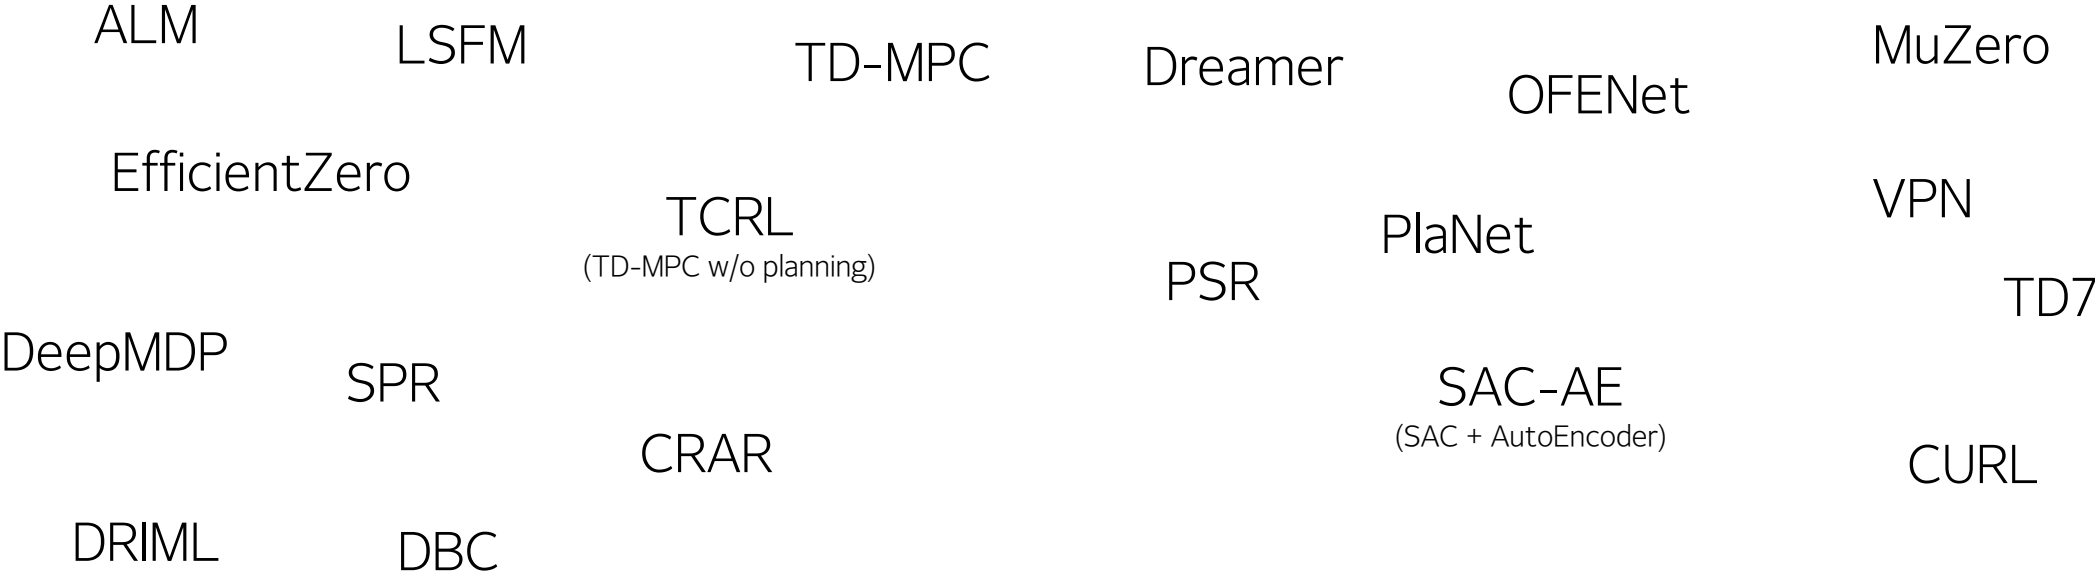 ALM
LSFM
TD-MPC
Dreamer
OFENet
MuZero
EfficientZero
TCRL
(TD-MPC w/o planning)
PlaNet
VPN
PSR
TD7
DeepMDP
SPR
SAC-AE
(SAC + AutoEncoder)
CRAR
CURL
DRIML
DBC